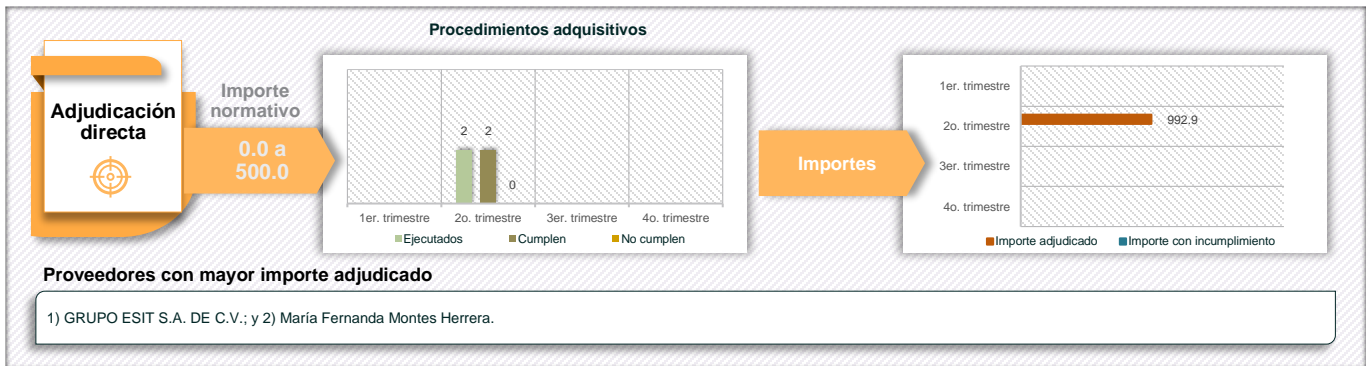 Procedimientos adquisitivos
Adjudicación
directa
Importe
normativo
0.0 a
500.0
2
2
0
1er. trimestre
2o. trimestre
3er. trimestre
4o. trimestre
Ejecutados
Cumplen
No cumplen
Importes
1er. trimestre
2o. trimestre
3er. trimestre
4o. trimestre
992.9
Importe adjudicado
Importe con incumplimiento
Proveedores con mayor importe adjudicado
1) GRUPO ESIT S.A. DE C.V.; y 2) María Fernanda Montes Herrera.